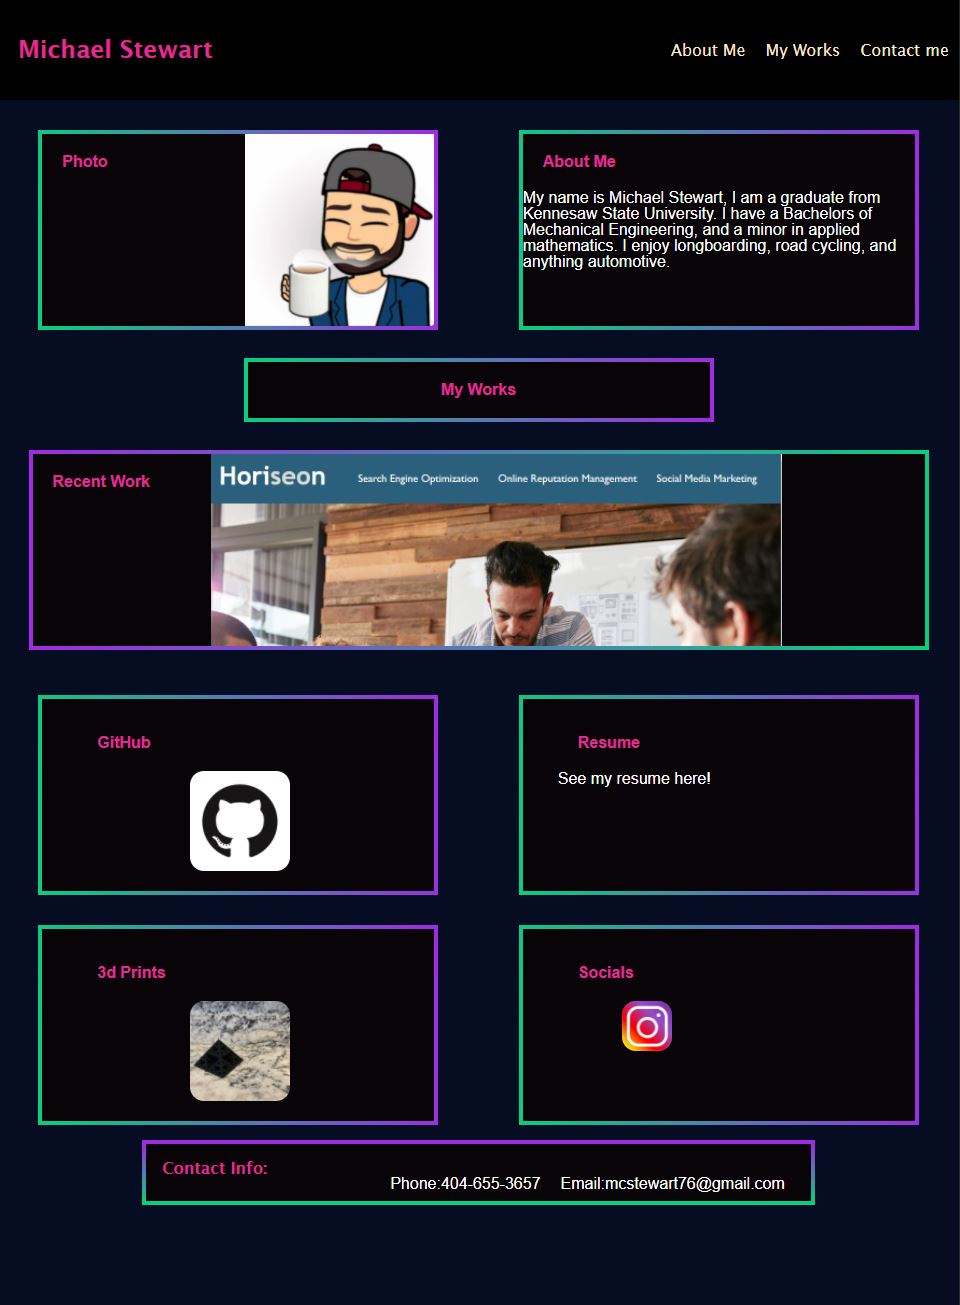 Michael Stewart
About Me
My Works
Contact me
Photo
About Me
My name is Michael Stewart, I am a graduate from
Kennesaw State University. I have a Bachelors of
Mechanical Engineering, and a minor in applied
mathematics. I enjoy longboarding, road cycling, and
anything automotive.
My Works
Recent Work
Horiseon
Search Engine Optimization
Online Reputation Management
Social Media Marketing
GitHub
Resume
See my resume here!
3d Prints
Socials
Contact Info:
Phone:404-655-3657
Email:mcstewart76@gmail.com